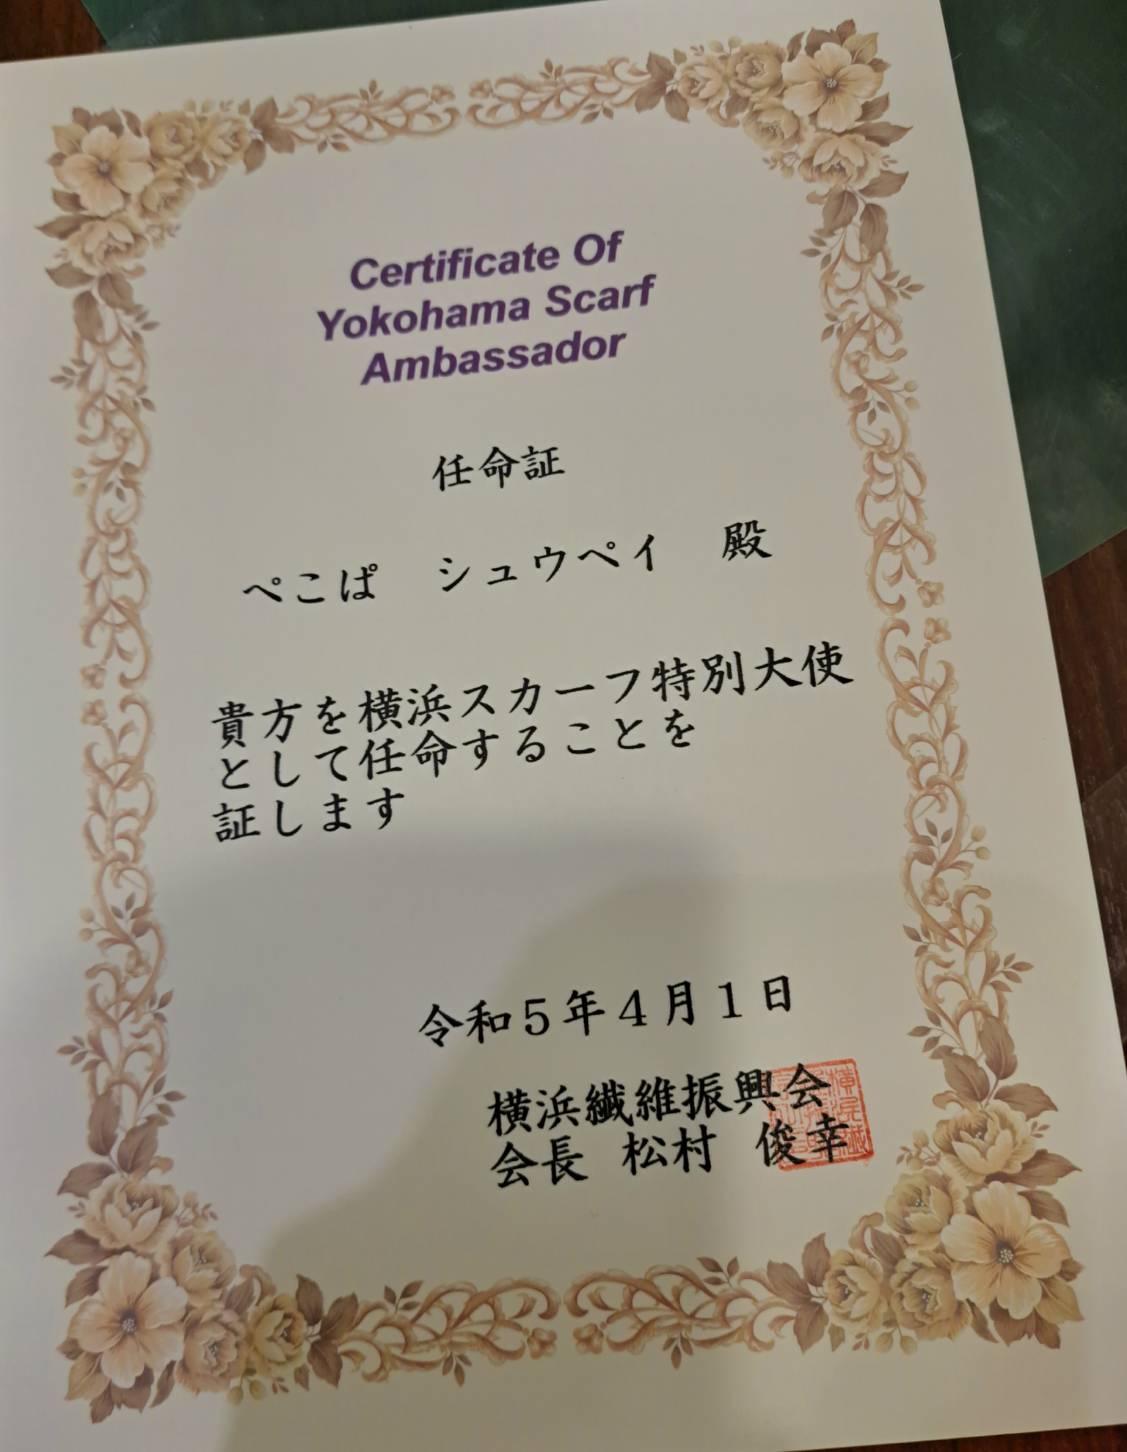 Certificate Of
Yokohama Scarf
Ambassador
任命証
ぺこぱ　シュウペイ　殿
貴方を横浜スカーフ特別大使
として任命することを
証します
令和５年４月１日
横浜繊維振興会
会長　松村　俊幸